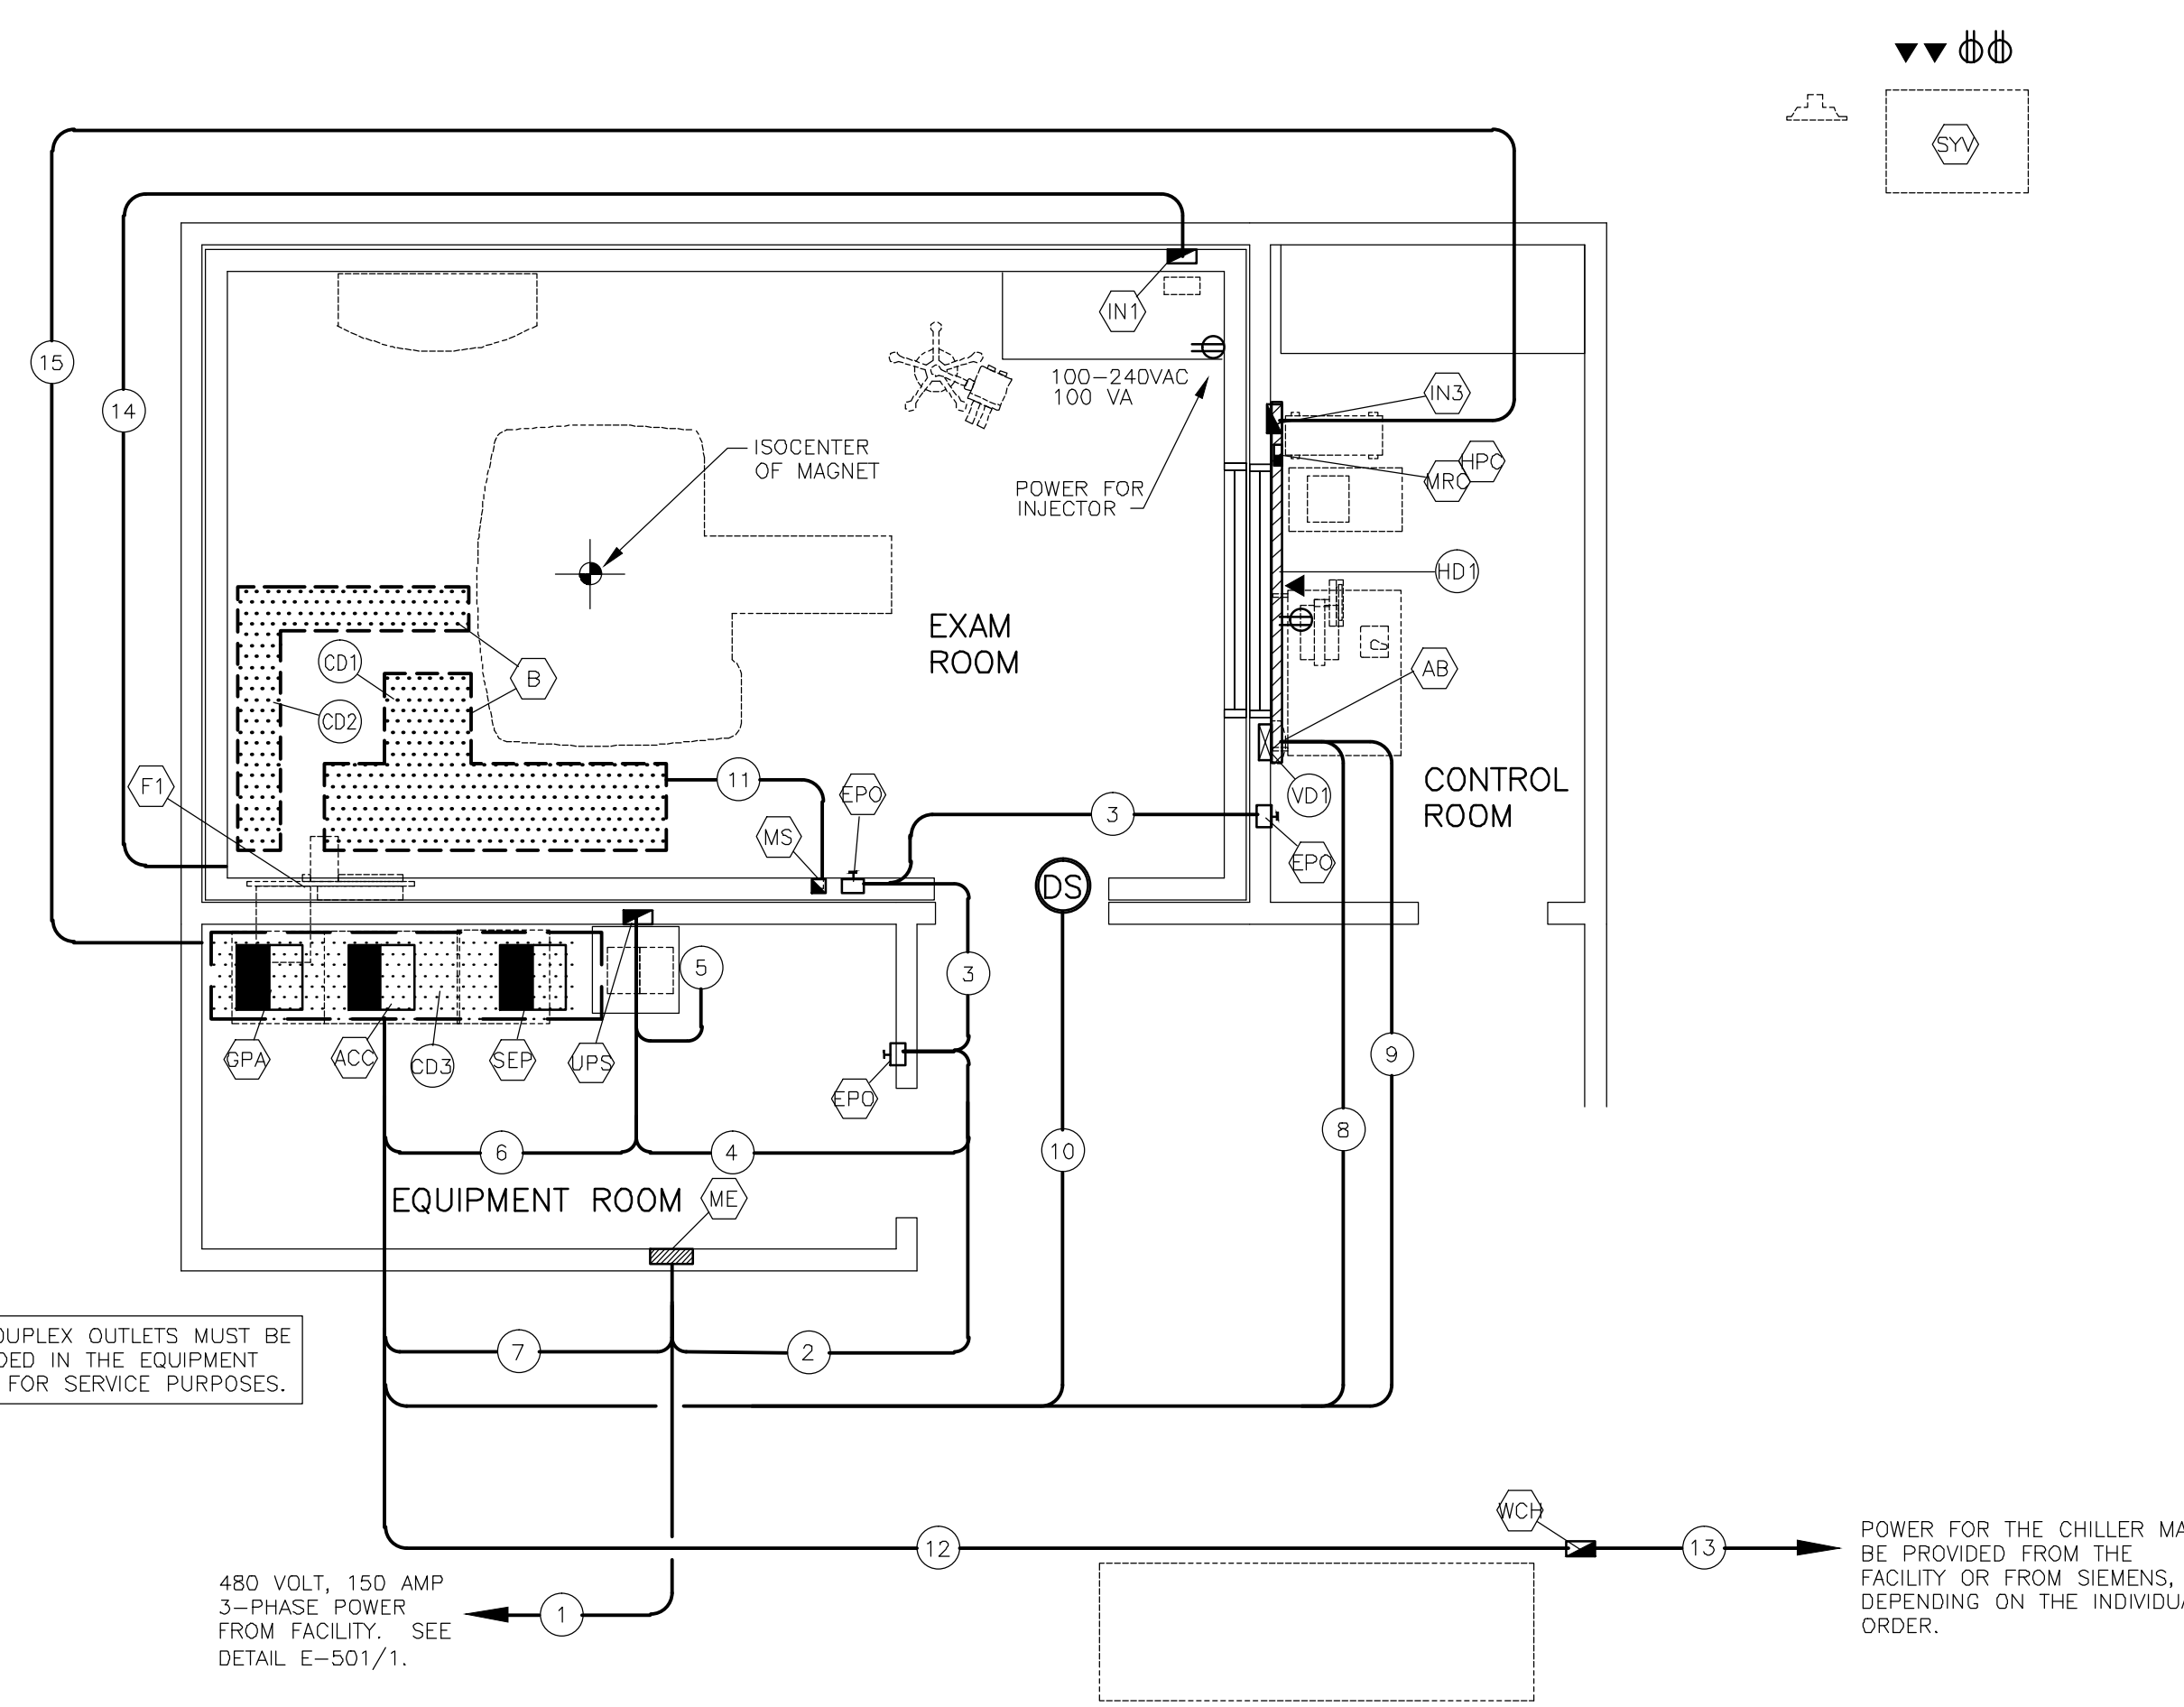 SYV
IN1
15
14
100-240VAC
100 VA
IN3
HPC
MRC
ISOCENTER
OF MAGNET
POWER FOR
INJECTOR
HD1
EXAM
ROOM
CD1
B
CD2
AB
F1
11
EPO
MS
3
VD1
CONTROL
ROOM
EPO
DS
5
3
GPA
ACC
CD3
SEP
UPS
EPO
9
8
6
4
10
EQUIPMENT ROOM
ME
DUPLEX OUTLETS MUST BE
DED IN THE EQUIPMENT
FOR SERVICE PURPOSES.
7
2
WCH
12
13
POWER FOR THE CHILLER MA
BE PROVIDED FROM THE
FACILITY OR FROM SIEMENS,
DEPENDING ON THE INDIVIDUA
ORDER.
480 VOLT, 150 AMP
3-PHASE POWER
FROM FACILITY. SEE
DETAIL E-501/1.
1